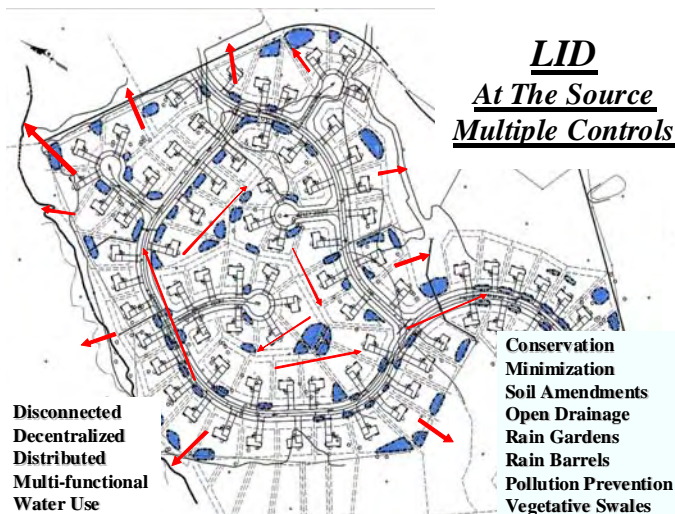 LID
At The Source
Multiple Controls
Disconnected
Decentralized
Distributed
Multi-functional
Water Use
Conservation
Minimization
Soil Amendments
Open Drainage
Rain Gardens
Rain Barrels
Pollution Prevention
Vegetative Swales